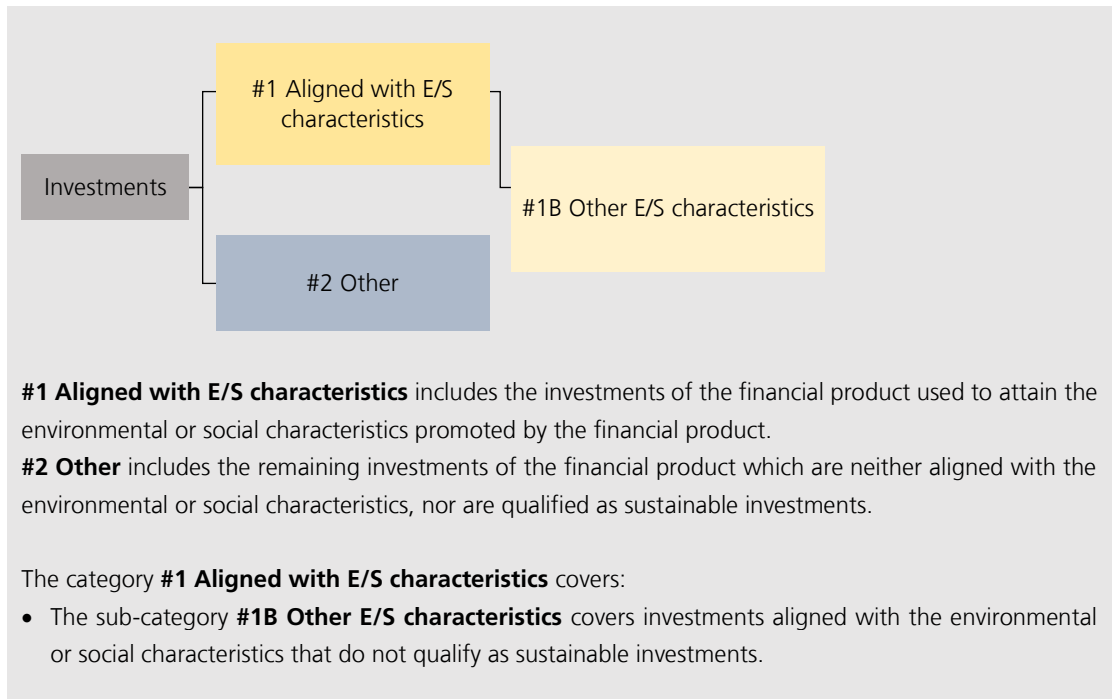 #1 Aligned with E/S
characteristics
Investments
#1B Other E/S characteristics
#2 Other
#1 Aligned with E/S characteristics includes the investments of the financial product used to attain the
environmental or social characteristics promoted by the financial product.
#2 Other includes the remaining investments of the financial product which are neither aligned with the
environmental or social characteristics, nor are qualified as sustainable investments.
The category #1 Aligned with E/S characteristics covers:
• The sub-category #1B Other E/S characteristics covers investments aligned with the environmental
or social characteristics that do not qualify as sustainable investments.